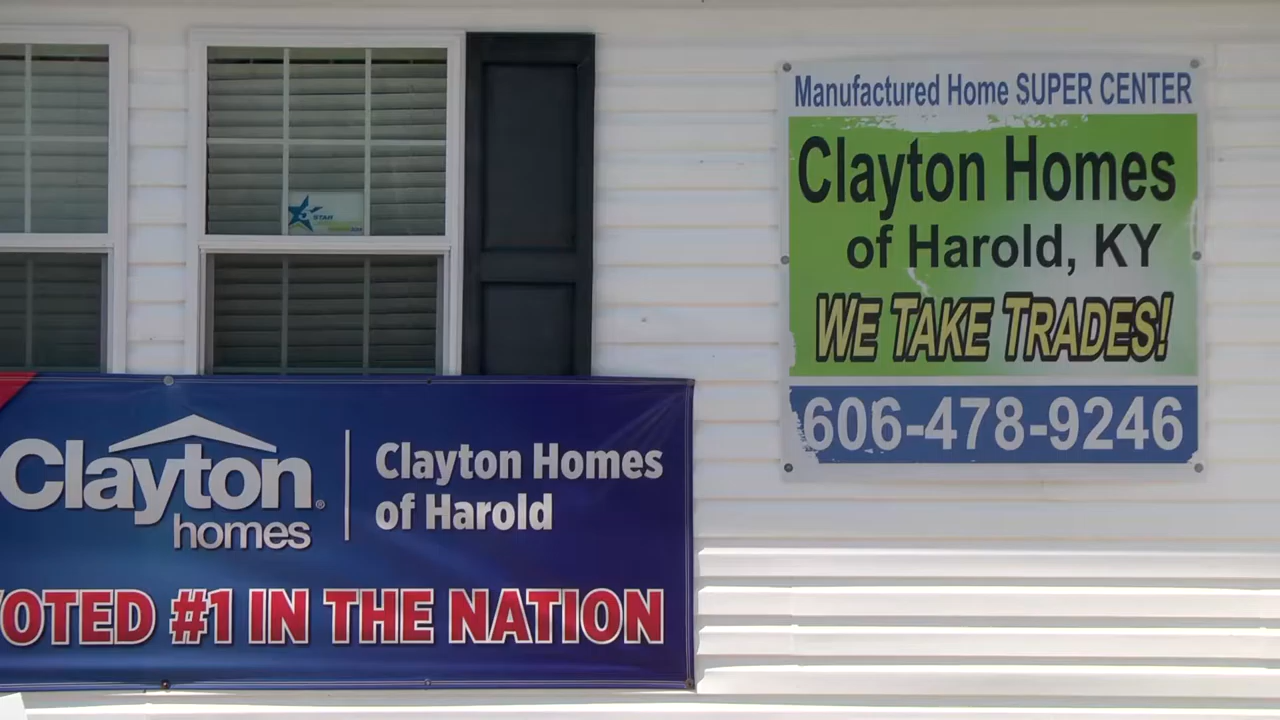 STAR
Manufactured Home SUPER CENTER
Clayton Homes
of Harold, KY
WE TAKE TRADES!
606-478-9246
Clayton®
homes
Clayton Homes
of Harold
VOTED #1 IN THE NATION